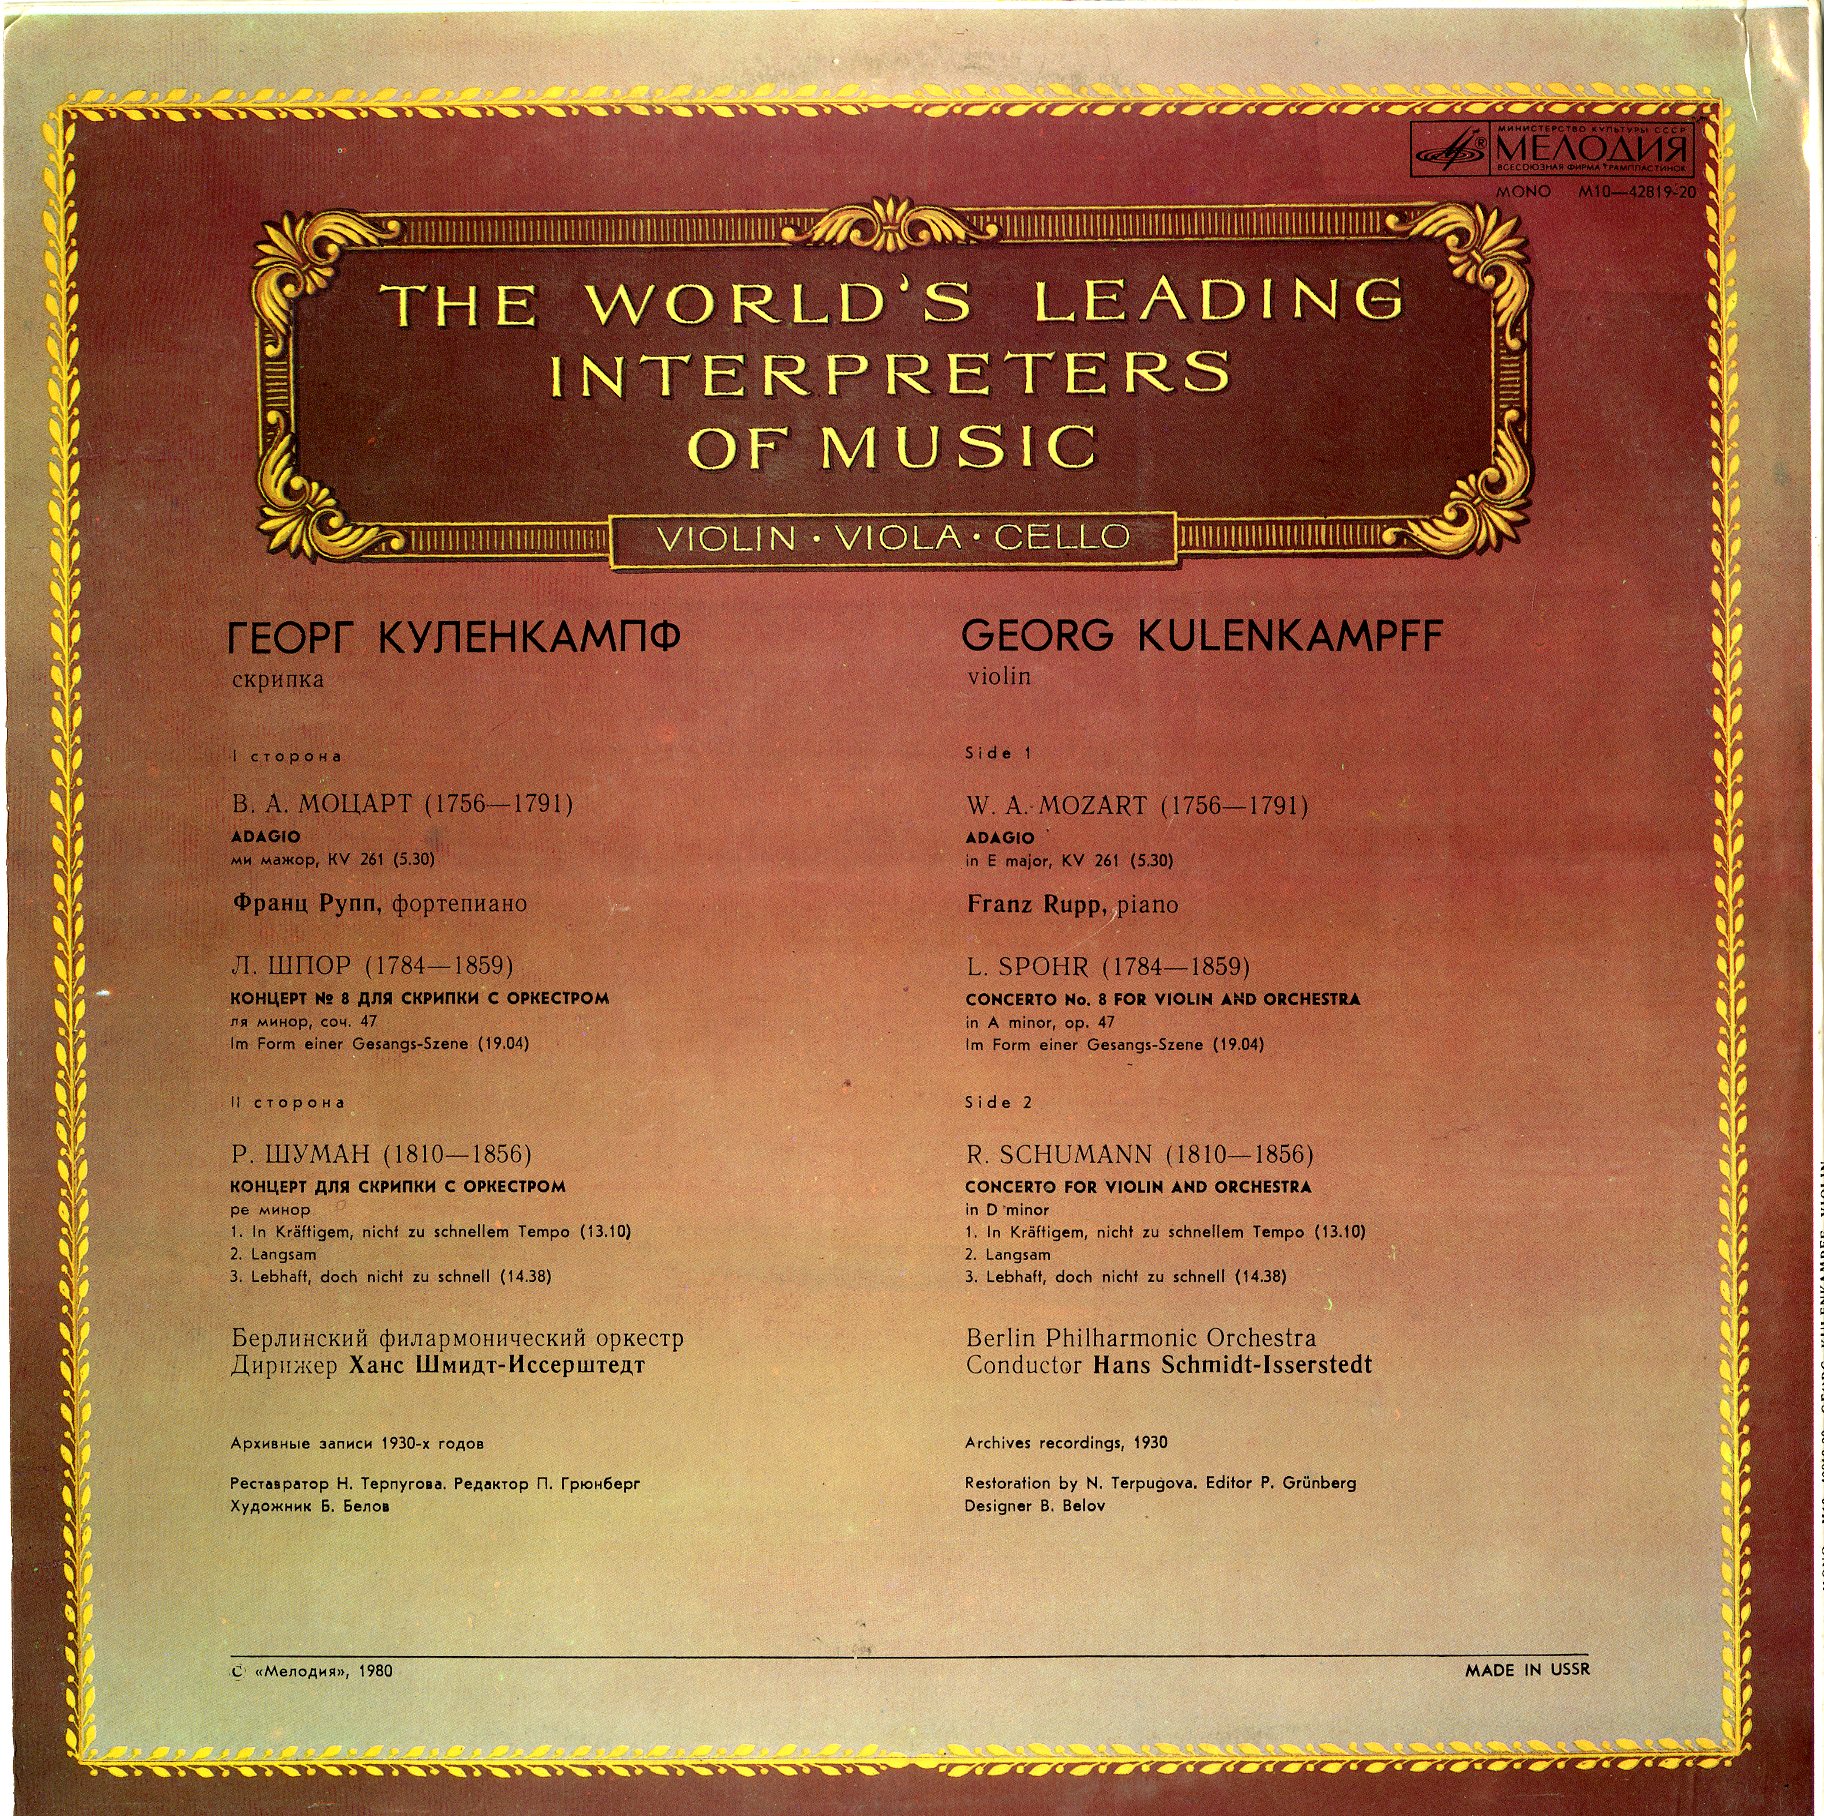 МИНИСТЕРСТВО КУЛЬТУРЫ СССР
МЕЛОДИЯ
ВСЕСОЮЗНАЯ ФИРМА ГРАМПЛАСТИНОК
MONO M10—42819-20
THE WORLD'S LEADING
INTERPRETERS
OF MUSIC
VIOLIN · VIOLA · CELLO
ГЕОРГ КУЛЕНКАМПФ
скрипка
I сторона
В. А. МОЦАРТ (1756—1791)
ADAGIO
ми мажор, KV 261 (5.30)
Франц Рупп, фортепиано
Л. ШПОР (1784—1859)
КОНЦЕРТ № 8 ДЛЯ СКРИПКИ С ОРКЕСТРОМ
ля минор, соч. 47
Im Form einer Gesangs-Szene (19.04)
II сторона
Р. ШУМАН (1810—1856)
КОНЦЕРТ ДЛЯ СКРИПКИ С ОРКЕСТРОМ
ре минор
1. In Kräftigem, nicht zu schnellem Tempo (13.10)
2. Langsam
3. Lebhaft, doch nicht zu schnell (14.38)
Берлинский филармонический оркестр
Дирижер Ханс Шмидт-Иссерштедт
Архивные записи 1930-х годов
Реставратор Н. Терпугова. Редактор П. Грюнберг
Художник Б. Белов
GEORG KULENKAMPFF
violin
Side 1
W. A. MOZART (1756—1791)
ADAGIO
in E major, KV 261 (5.30)
Franz Rupp, piano
L. SPOHR (1784—1859)
CONCERTO No. 8 FOR VIOLIN AND ORCHESTRA
in A minor, op. 47
Im Form einer Gesangs-Szene (19.04)
Side 2
R. SCHUMANN (1810—1856)
CONCERTO FOR VIOLIN AND ORCHESTRA
in D minor
1. In Kräftigem, nicht zu schnellem Tempo (13.10)
2. Langsam
3. Lebhaft, doch nicht zu schnell (14.38)
Berlin Philharmonic Orchestra
Conductor Hans Schmidt-Isserstedt
Archives recordings, 1930
Restoration by N. Terpugova. Editor P. Grünberg
Designer B. Belov
© «Мелодия», 1980
MADE IN USSR